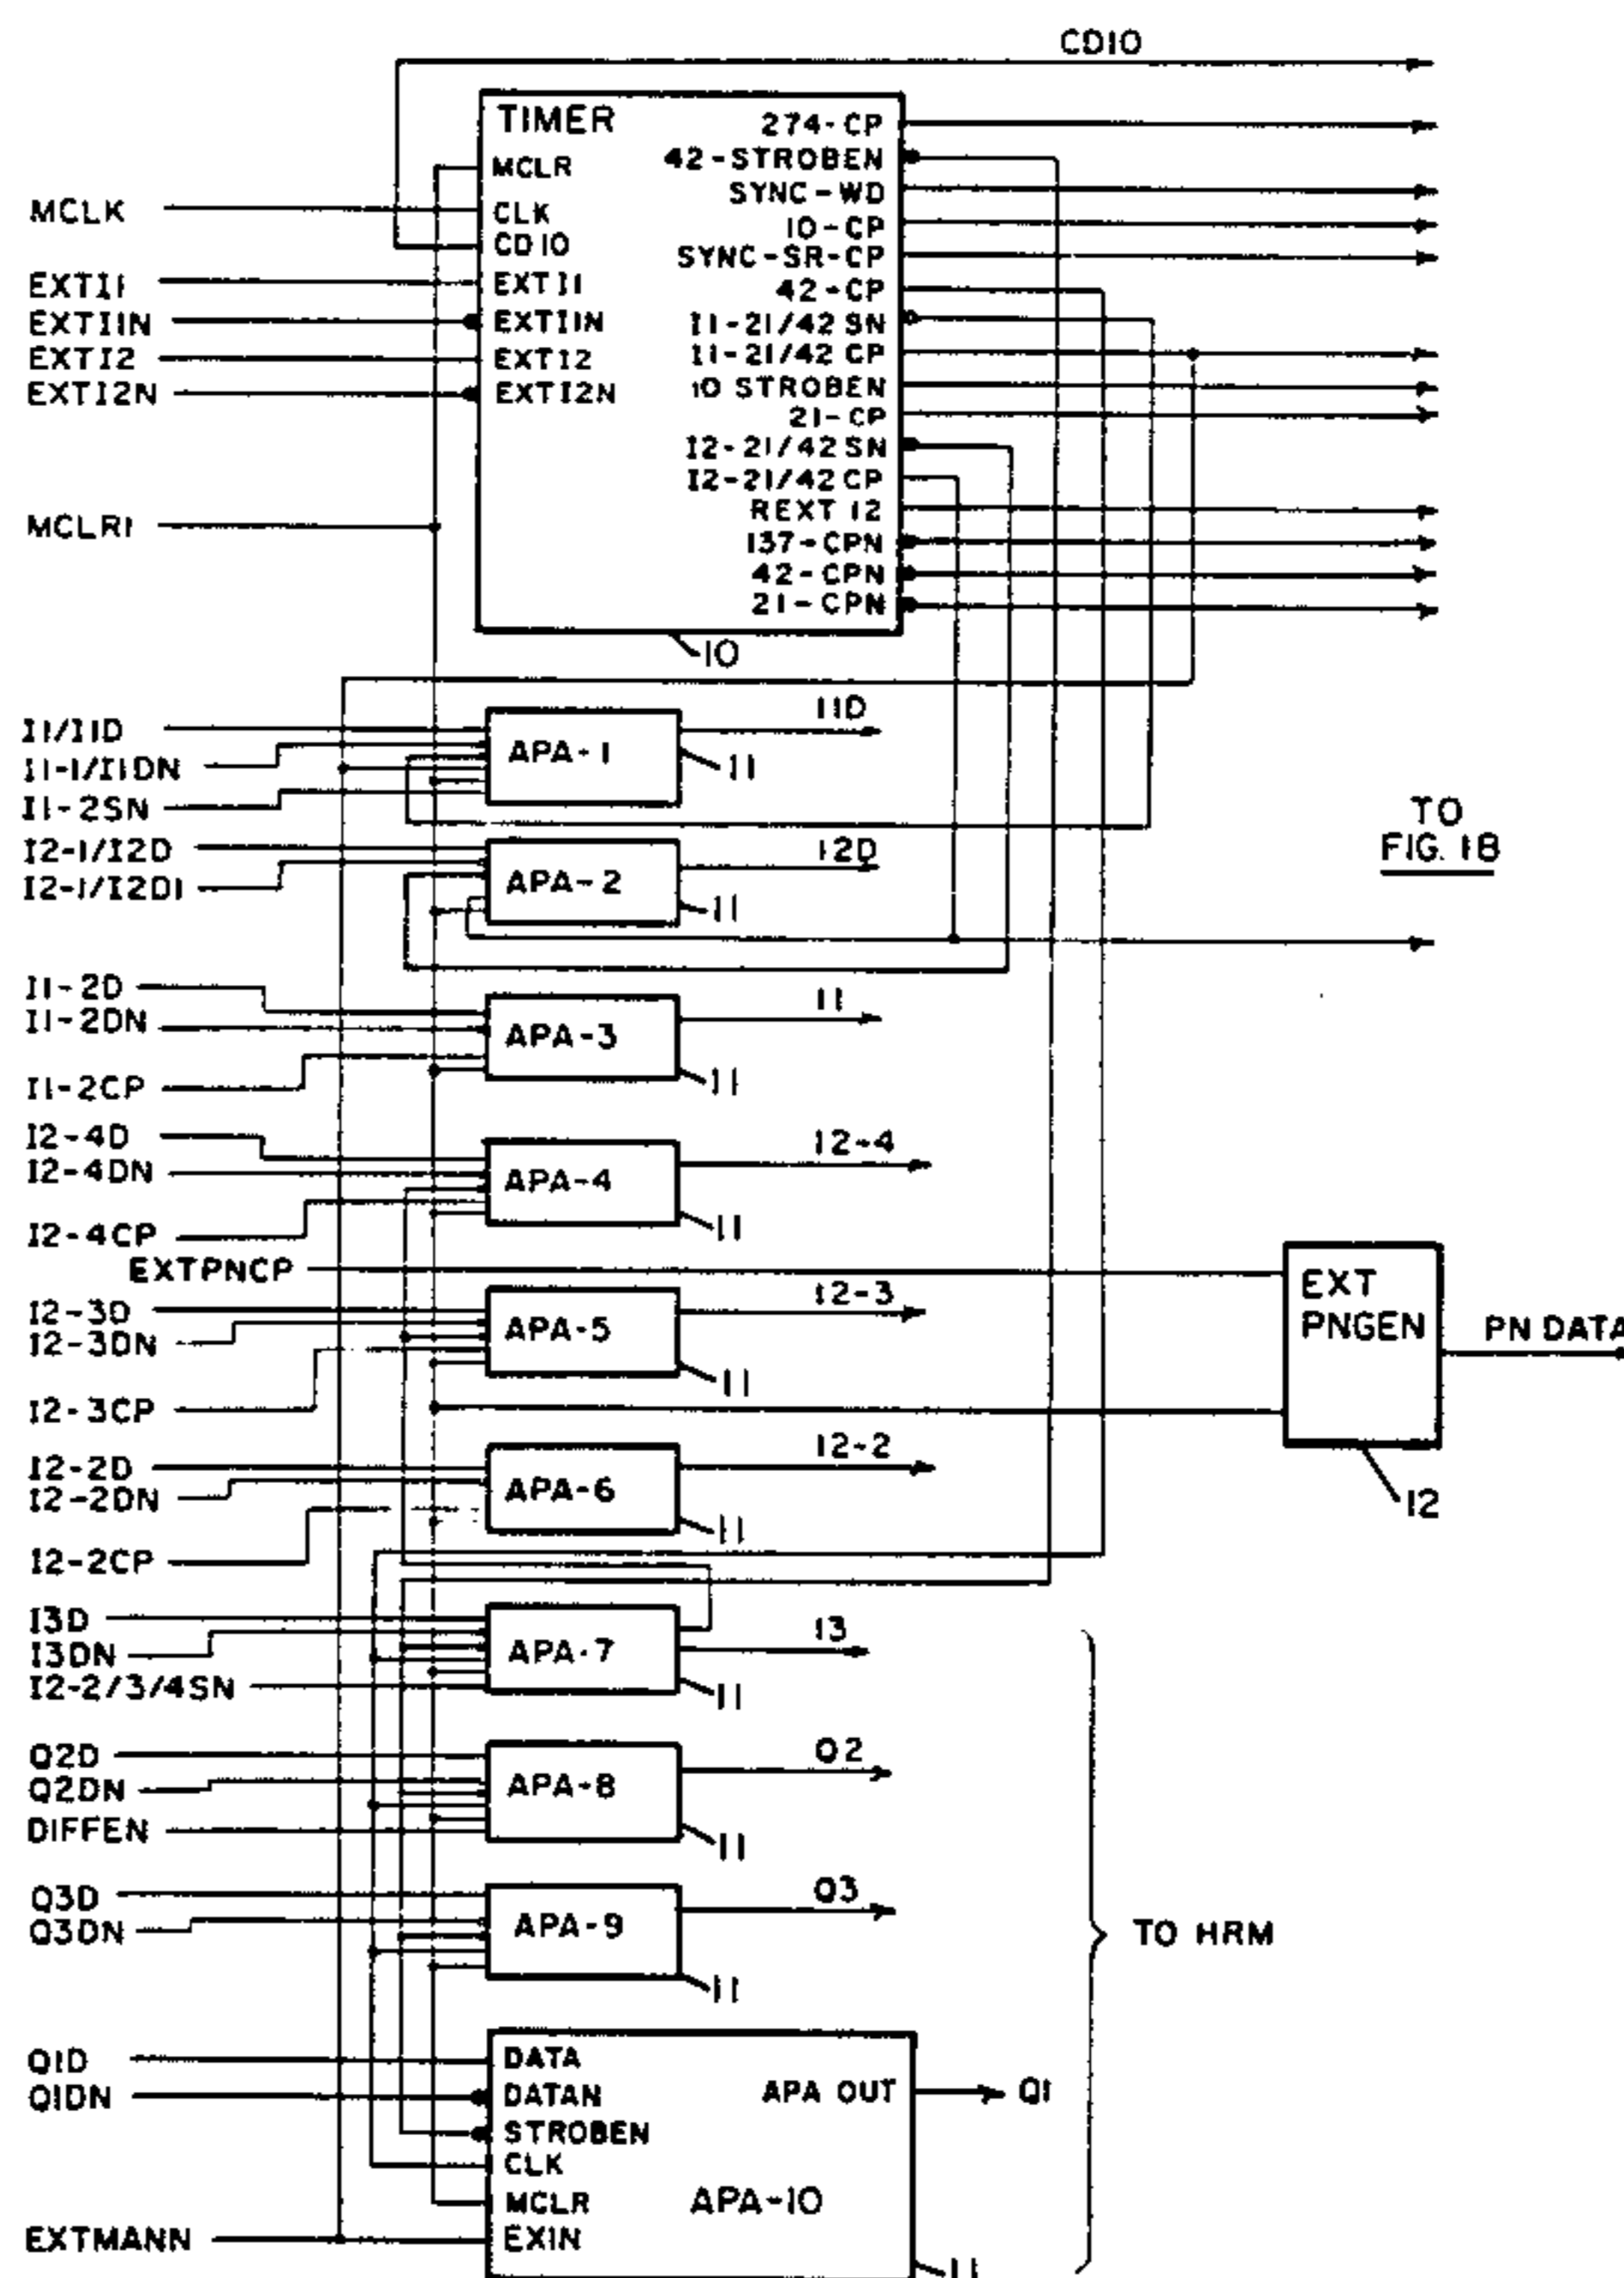 CD10
TIMER
MCLR
CLK
CD10
EXTI1
EXTI1N
EXTI2
EXTI2N
274-CP
42-STROBEN
SYNC-WD
10-CP
SYNC-SR-CP
42-CP
I1-21/42 SN
I1-21/42 CP
10 STROBEN
21-CP
I2-21/42 SN
I2-21/42 CP
REXT I2
137-CPN
42-CPN
21-CPN
10
MCLK
EXTI1
EXTI1N
EXTI2
EXTI2N
MCLR1
I1/I1D
I1-1/I1DN
I1-2SN
APA-1
I1D
11
I2-1/I2D
I2-1/I2D1
APA-2
I2D
11
TO
FIG. 18
I1-2D
I1-2DN
I1-2CP
APA-3
I1
11
I2-4D
I2-4DN
I2-4CP
APA-4
I2-4
11
EXTPNCP
EXT
PNGEN
PN DATA
12
I2-3D
I2-3DN
I2-3CP
APA-5
I2-3
11
I2-2D
I2-2DN
I2-2CP
APA-6
I2-2
11
I3D
I3DN
I2-2/3/4SN
APA-7
I3
11
Q2D
Q2DN
DIFFEN
APA-8
Q2
11
Q3D
Q3DN
APA-9
Q3
11
TO HRM
Q1D
Q1DN
EXTMANN
DATA
DATAN
STROBEN
CLK
MCLR
EXIN
APA OUT
APA-10
Q1
11